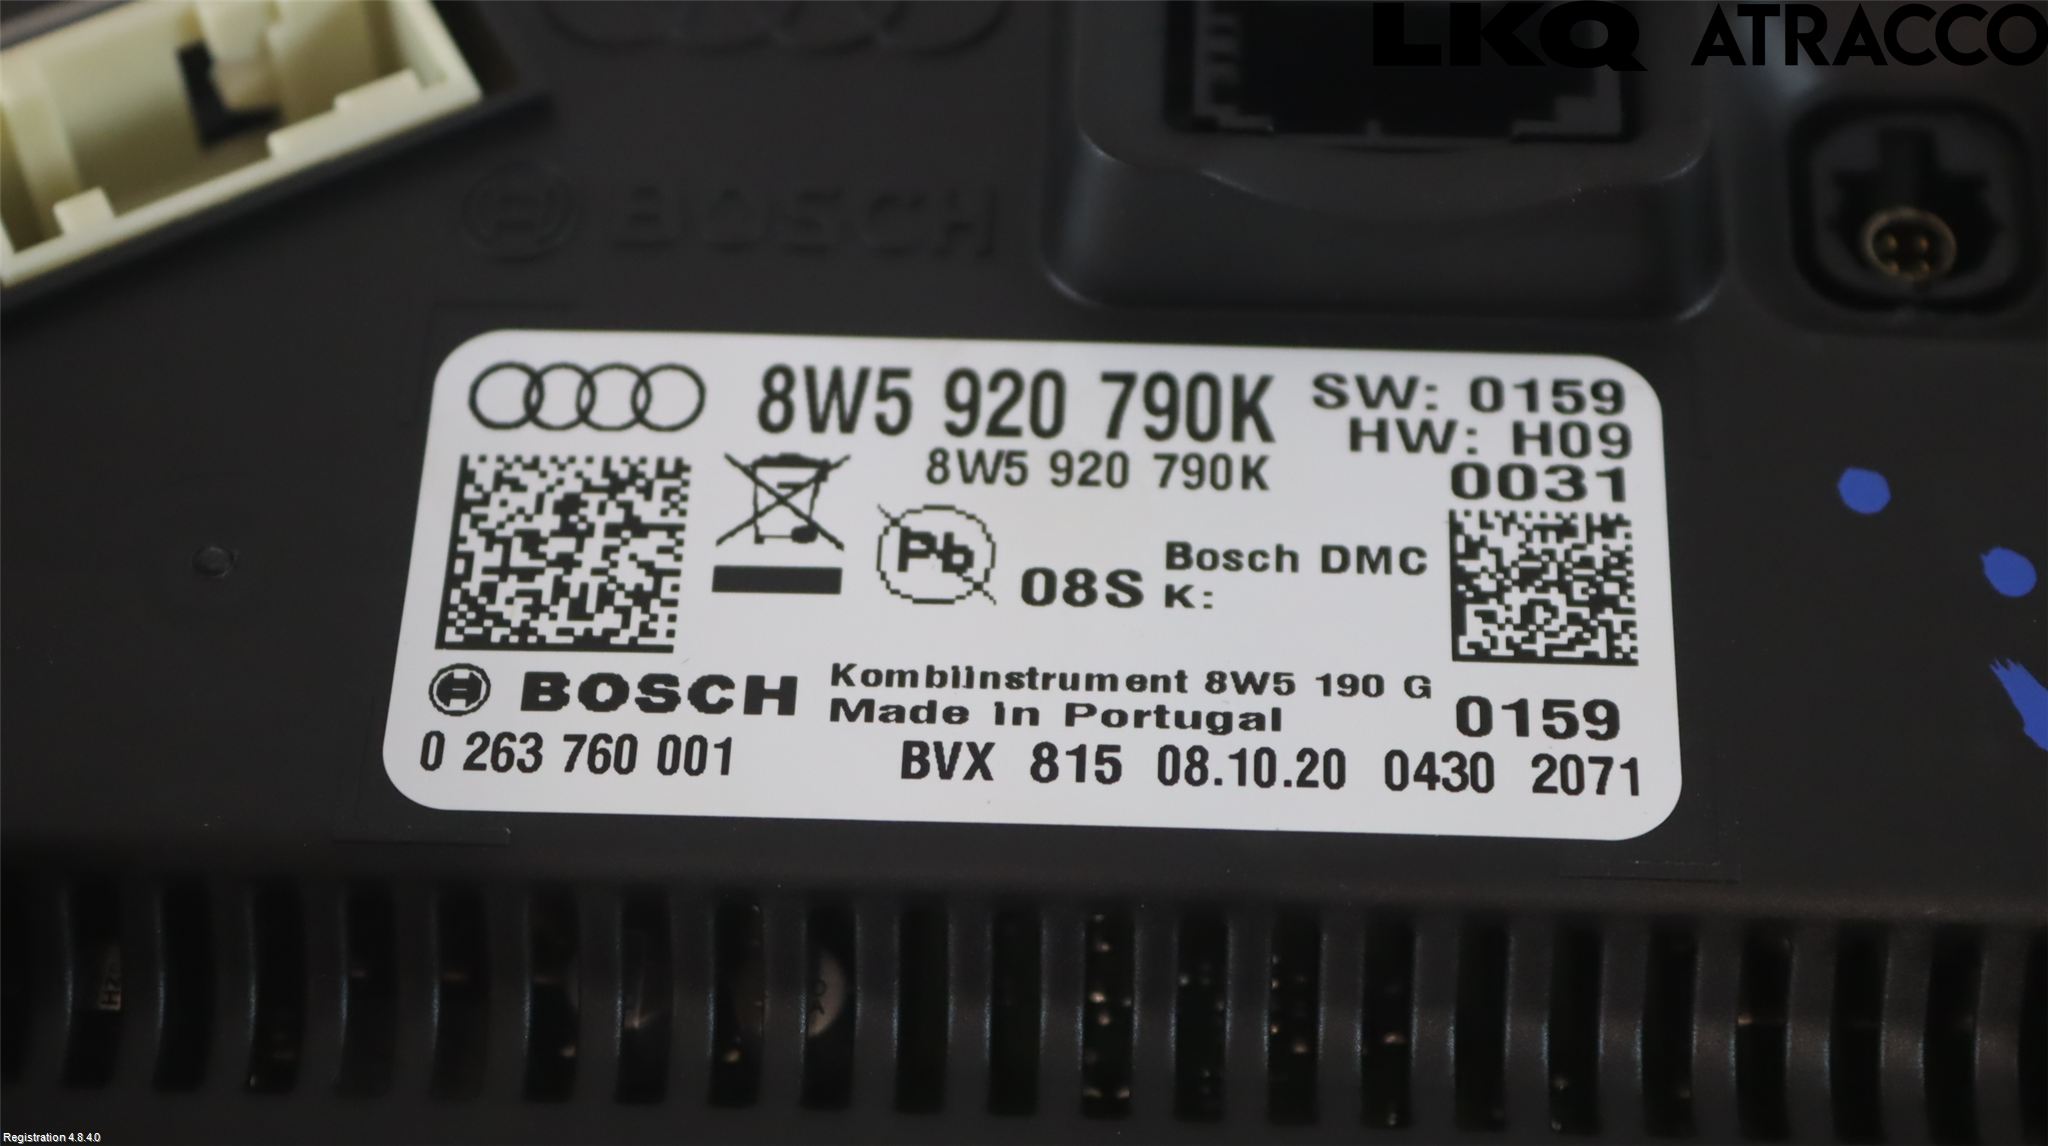 LKQ ATRACCO
BOSCH
8W5 920 790K
SW: 0159
HW: H09
8W5 920 790K
0031
Pb
08S
Bosch DMC
K:
BOSCH
Kombiinstrument 8W5 190 G
Made in Portugal
0159
0 263 760 001
BVX 815 08.10.20 0430 2071
Registration 4.8.4.0